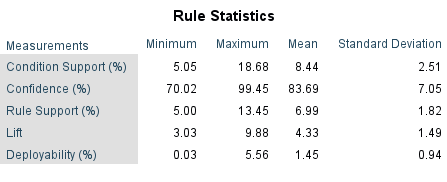 Rule Statistics
Measurements Minimum Maximum Mean Standard Deviation
Condition Support (%) 5.05 18.68 8.44 2.51
Confidence (%) 70.02 99.45 83.69 7.05
Rule Support (%) 5.00 13.45 6.99 1.82
Lift 3.03 9.88 4.33 1.49
Deployability (%) 0.03 5.56 1.45 0.94